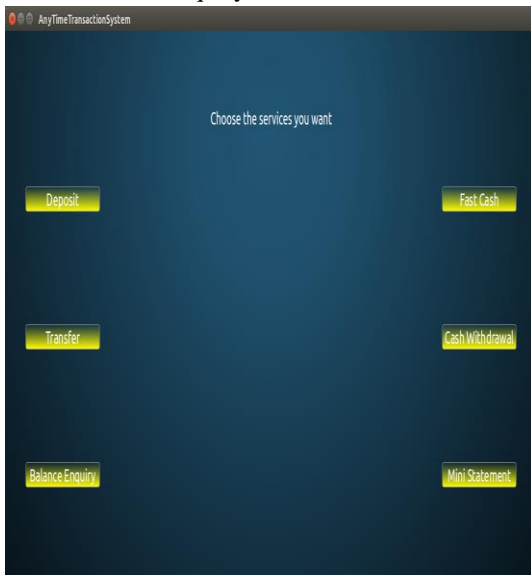 AnyTimeTransactionSystem
Choose the services you want
Deposit
Fast Cash
Transfer
Cash Withdrawal
Balance Enquiry
Mini Statement